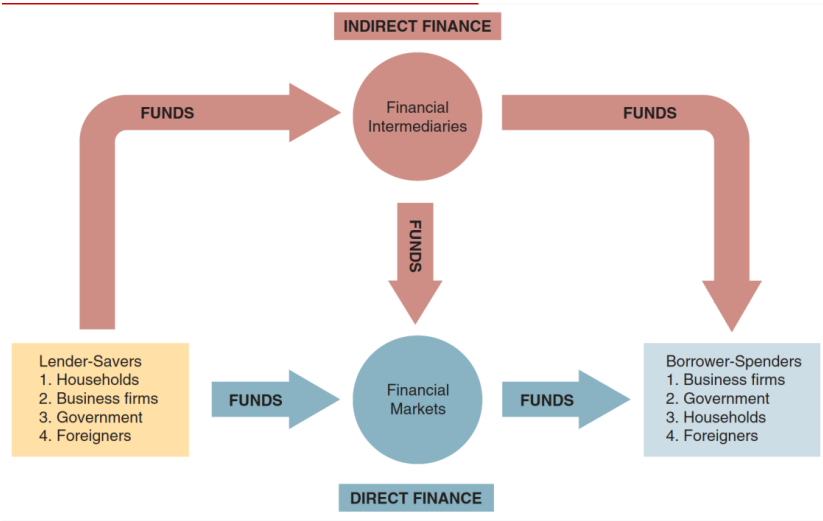 INDIRECT FINANCE
FUNDS
Financial
Intermediaries
FUNDS
FUNDS
Lender-Savers
1. Households
2. Business firms
3. Government
4. Foreigners
FUNDS
Financial
Markets
FUNDS
Borrower-Spenders
1. Business firms
2. Government
3. Households
4. Foreigners
DIRECT FINANCE